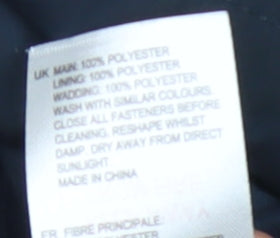 UK MAIN: 100% POLYESTER
LINING: 100% POLYESTER
WADDING: 100% POLYESTER
WASH WITH SIMILAR COLOURS.
CLOSE ALL FASTENERS BEFORE
CLEANING. RESHAPE WHILST
DAMP. DRY AWAY FROM DIRECT
SUNLIGHT
MADE IN CHINA
FR FIBRE PRINCIPALE:
POLYESTER